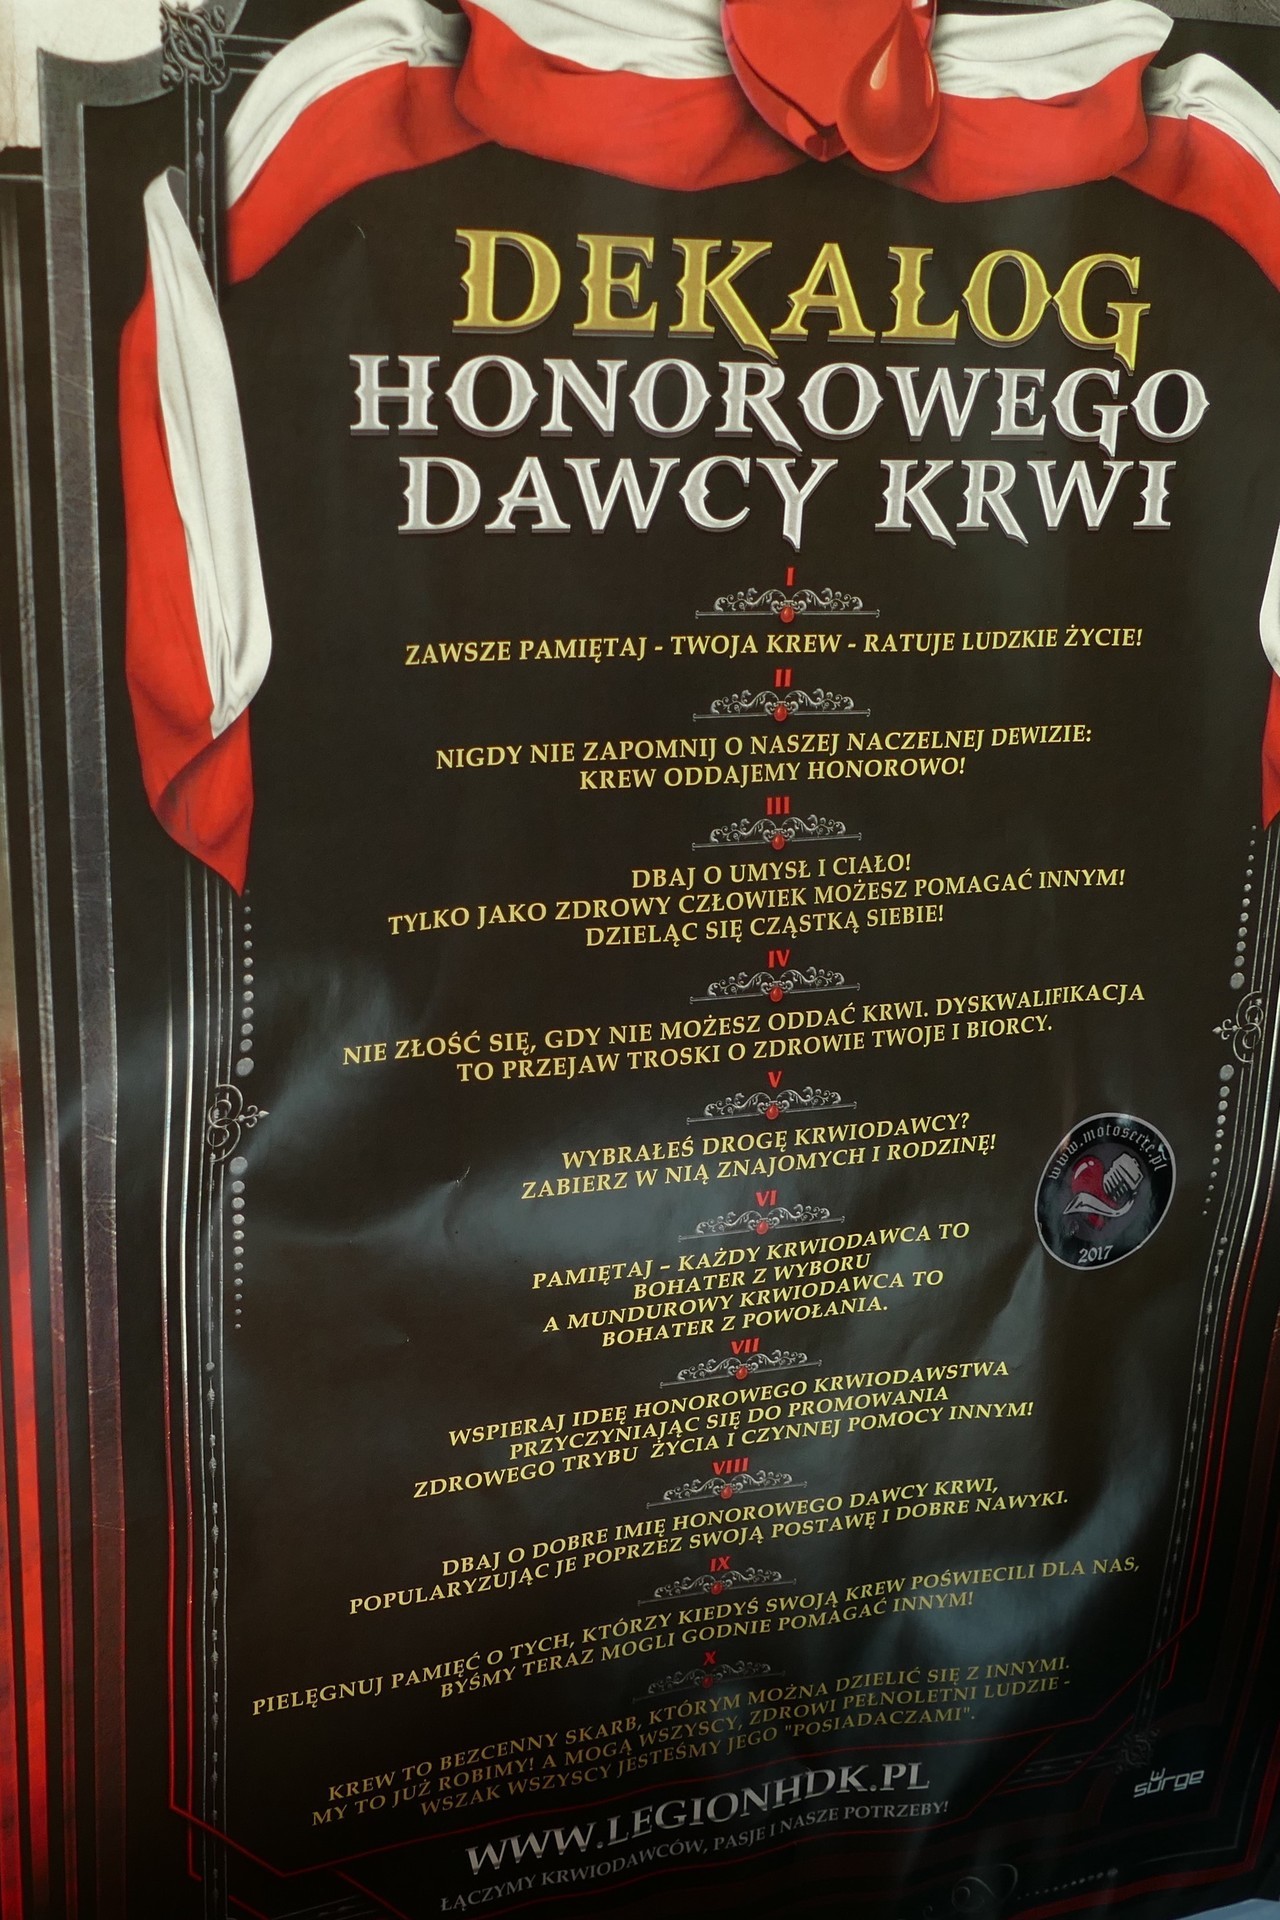 DEKALOG
HONOROWEGO
DAWCY KRWI
I
ZAWSZE PAMIĘTAJ - TWOJA KREW - RATUJE LUDZKIE ŻYCIE!
II
NIGDY NIE ZAPOMNIJ O NASZEJ NACZELNEJ DEWIZIE:
KREW ODDAJEMY HONOROWO!
III
DBAJ O UMYSŁ I CIAŁO!
TYLKO JAKO ZDROWY CZŁOWIEK MOŻESZ POMAGAĆ INNYM!
DZIELĄC SIĘ CZĄSTKĄ SIEBIE!
IV
NIE ZŁOŚĆ SIĘ, GDY NIE MOŻESZ ODDAĆ KRWI. DYSKWALIFIKACJA
TO PRZEJAW TROSKI O ZDROWIE TWOJE I BIORCY.
V
WYBRAŁEŚ DROGĘ KRWIODAWCY?
ZABIERZ W NIĄ ZNAJOMYCH I RODZINĘ!
www.motoserce.pl
2017
VI
PAMIĘTAJ - KAŻDY KRWIODAWCA TO
BOHATER Z WYBORU
A MUNDUROWY KRWIODAWCA TO
BOHATER Z POWOŁANIA.
VII
WSPIERAJ IDEĘ HONOROWEGO KRWIODAWSTWA
PRZYCZYNIAJĄC SIĘ DO PROMOWANIA
ZDROWEGO TRYBU ŻYCIA I CZYNNEJ POMOCY INNYM!
VIII
DBAJ O DOBRE IMIĘ HONOROWEGO DAWCY KRWI,
POPULARYZUJĄC JE POPRZEZ SWOJĄ POSTAWĘ I DOBRE NAWYKI.
IX
PIELĘGNUJ PAMIĘĆ O TYCH, KTÓRZY KIEDYŚ SWOJĄ KREW POŚWIECILI DLA NAS,
BYŚMY TERAZ MOGLI GODNIE POMAGAĆ INNYM!
X
KREW TO BEZCENNY SKARB, KTÓRYM MOŻNA DZIELIĆ SIĘ Z INNYMI.
MY TO JUŻ ROBIMY! A MOGĄ WSZYSCY, ZDROWI PEŁNOLETNI LUDZIE -
WSZAK WSZYSCY JESTEŚMY JEGO "POSIADACZAMI".
WWW.LEGIONHDK.PL
ŁĄCZYMY KRWIODAWCÓW, PASJE I NASZE POTRZEBY!
W
surge